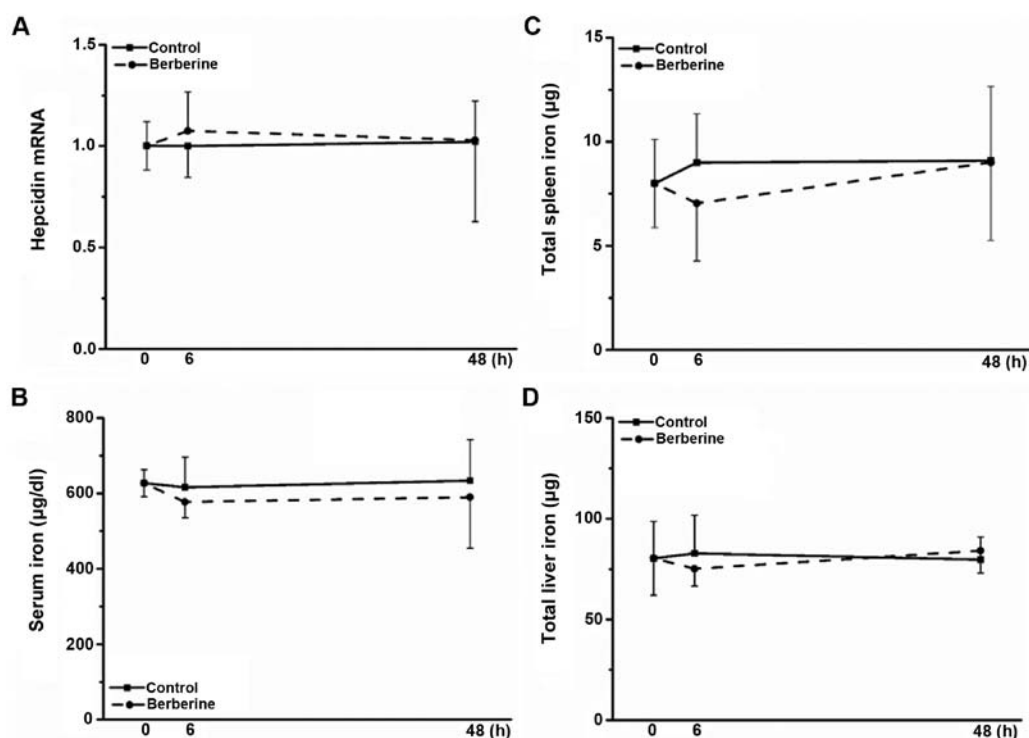 A
Hepcidin mRNA
1.5
1.0
0.5
0.0
Control
Berberine
0
6
48 (h)
C
Total spleen iron (µg)
15
10
5
0
Control
Berberine
0
6
48 (h)
B
Serum iron (µg/dl)
800
600
400
200
0
Control
Berberine
0
6
48 (h)
D
Total liver iron (µg)
150
100
50
0
Control
Berberine
0
6
48 (h)